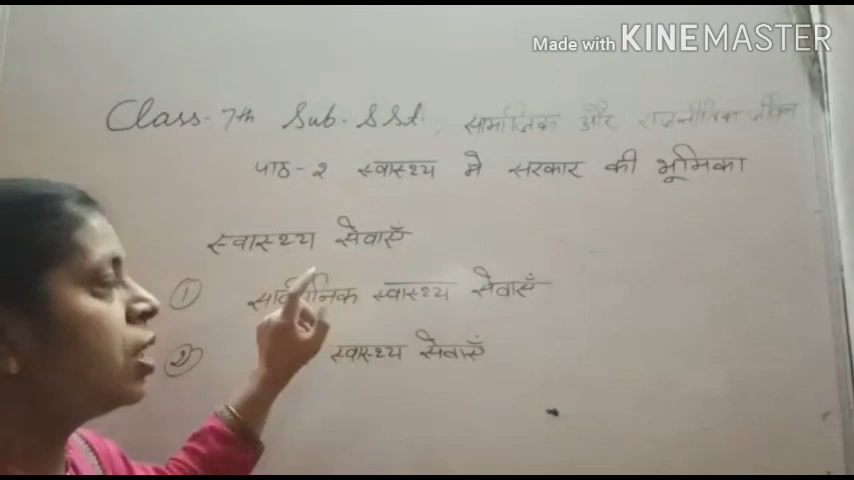 Made with KINEMASTER
Class-7th Sub-S.St. सामाजिक और राजनीतिक जीवन
पाठ-२ स्वास्थ्य मे सरकार की भूमिका
स्वास्थ्य सेवाएँ
① सार्वजनिक स्वास्थ्य सेवाएँ
② स्वास्थ्य सेवाएँ